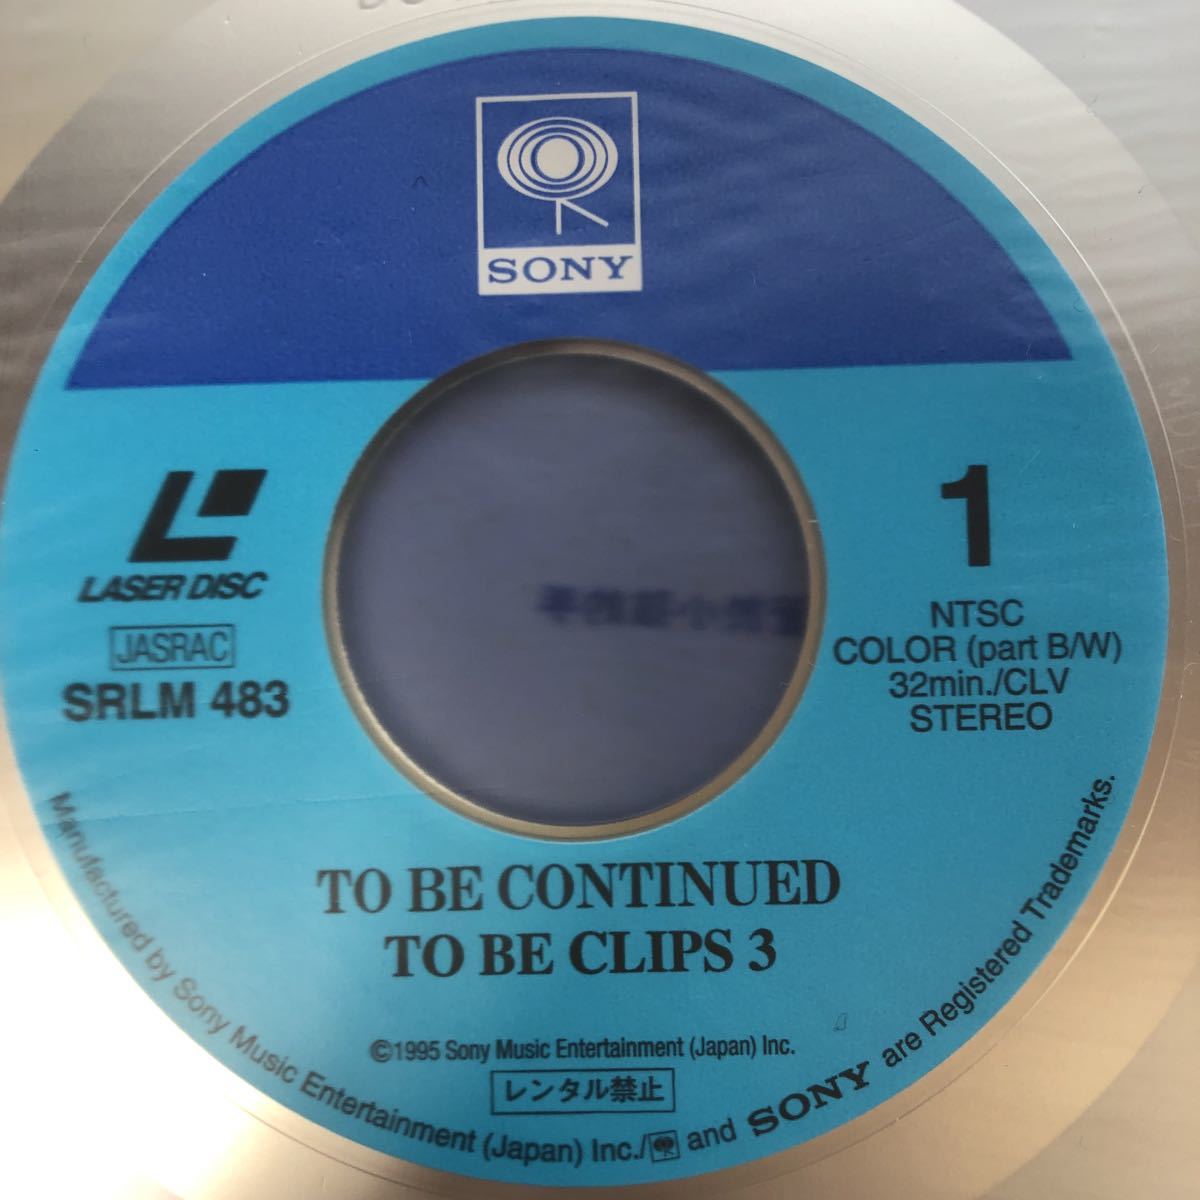 SONY
LASER DISC
JASRAC
SRLM 483
1
NTSC
COLOR (part B/W)
32min./CLV
STEREO
TO BE CONTINUED
TO BE CLIPS 3
©1995 Sony Music Entertainment (Japan) Inc.
レンタル禁止
Manufactured by Sony Music Entertainment (Japan) Inc./ and SONY are Registered Trademarks.